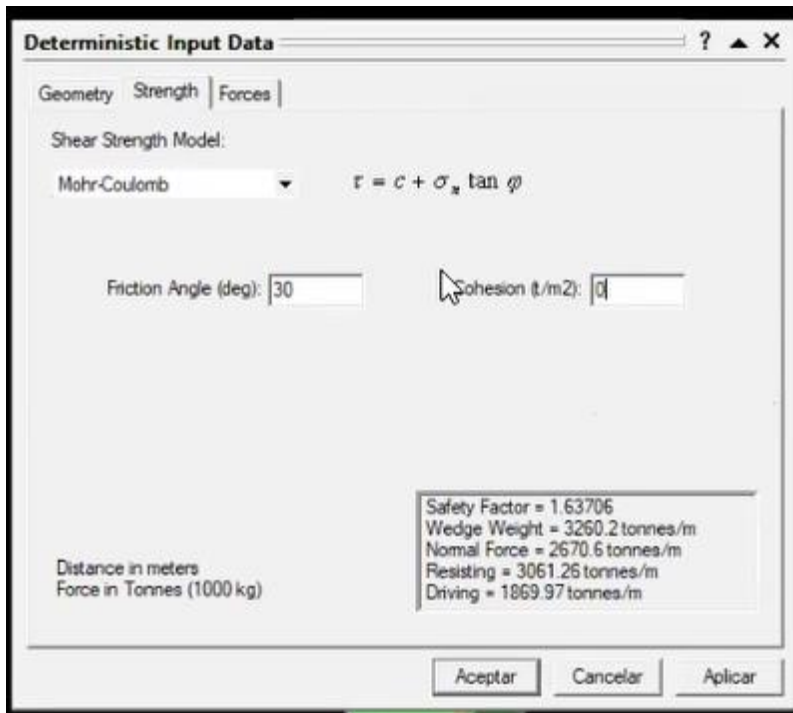 Deterministic Input Data ? ▲ ✕
Geometry Strength Forces
Shear Strength Model:
Mohr-Coulomb τ = c + σₙ tan φ
Friction Angle (deg): 30 Cohesion (t/m2): 0
Safety Factor = 1.63706
Wedge Weight = 3260.2 tonnes/m
Normal Force = 2670.6 tonnes/m
Resisting = 3061.26 tonnes/m
Driving = 1869.97 tonnes/m
Distance in meters
Force in Tonnes (1000 kg)
Aceptar Cancelar Aplicar